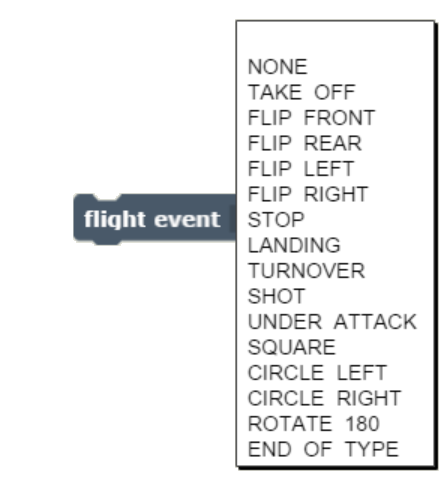 NONE
TAKE OFF
FLIP FRONT
FLIP REAR
FLIP LEFT
FLIP RIGHT
flight event
STOP
LANDING
TURNOVER
SHOT
UNDER ATTACK
SQUARE
CIRCLE LEFT
CIRCLE RIGHT
ROTATE 180
END OF TYPE